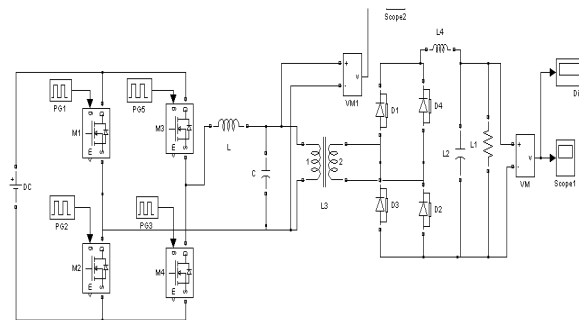 Scope2
L4
PG1
PG5
VM1
+
-
v
D1
D4
Di
M1
M3
g
D
L
L1
L2
+
-
v
1
2
C
DC
VM
Scope1
L3
D3
D2
PG2
PG3
M2
M4
g
E
v